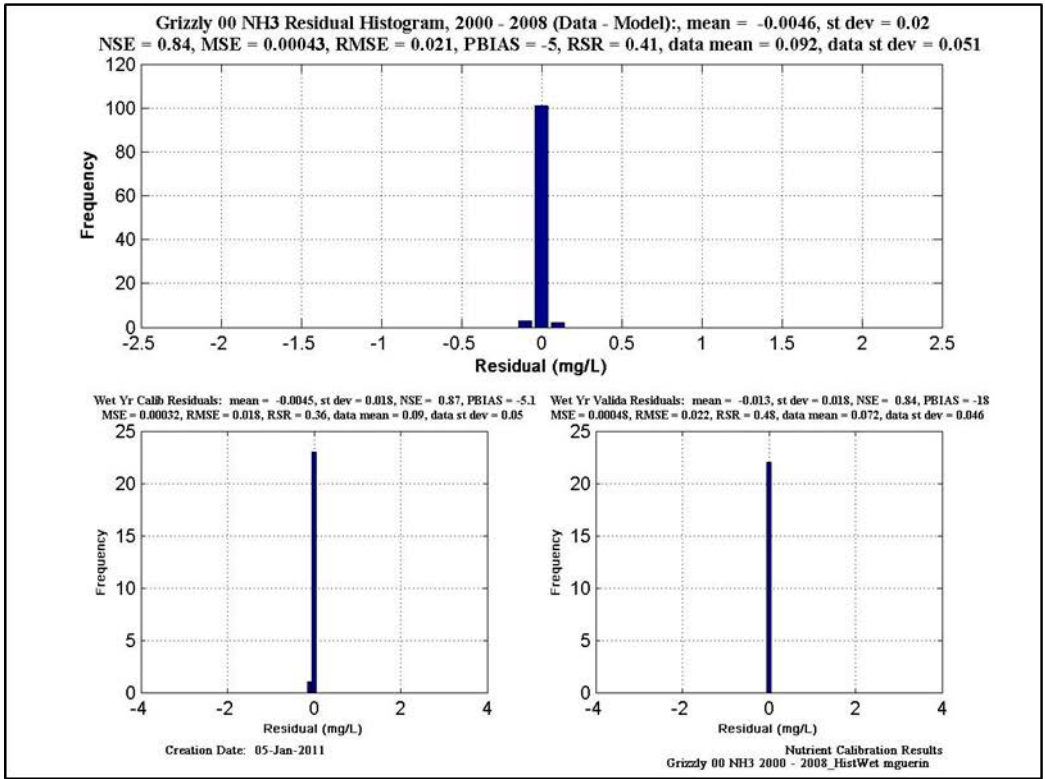 Grizzly 00 NH3 Residual Histogram, 2000 - 2008 (Data - Model):, mean = -0.0046, st dev = 0.02
NSE = 0.84, MSE = 0.00043, RMSE = 0.021, PBIAS = -5, RSR = 0.41, data mean = 0.092, data st dev = 0.051
120
100
80
60
40
20
0
Frequency
-2.5 -2 -1.5 -1 -0.5 0 0.5 1 1.5 2 2.5
Residual (mg/L)
Wet Yr Calib Residuals: mean = -0.0045, st dev = 0.018, NSE = 0.87, PBIAS = -5.1
MSE = 0.00032, RMSE = 0.018, RSR = 0.36, data mean = 0.09, data st dev = 0.05
25
20
15
10
5
0
Frequency
-4 -2 0 2 4
Residual (mg/L)
Creation Date: 05-Jan-2011
Wet Yr Valida Residuals: mean = -0.013, st dev = 0.018, NSE = 0.84, PBIAS = -18
MSE = 0.00048, RMSE = 0.022, RSR = 0.48, data mean = 0.072, data st dev = 0.046
25
20
15
10
5
0
Frequency
-4 -2 0 2 4
Residual (mg/L)
Nutrient Calibration Results
Grizzly 00 NH3 2000 - 2008_HistWet mguerin